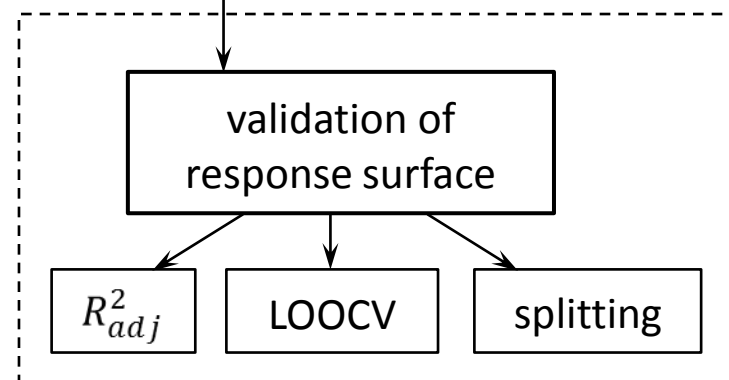 validation of
response surface
R²adj
LOOCV
splitting